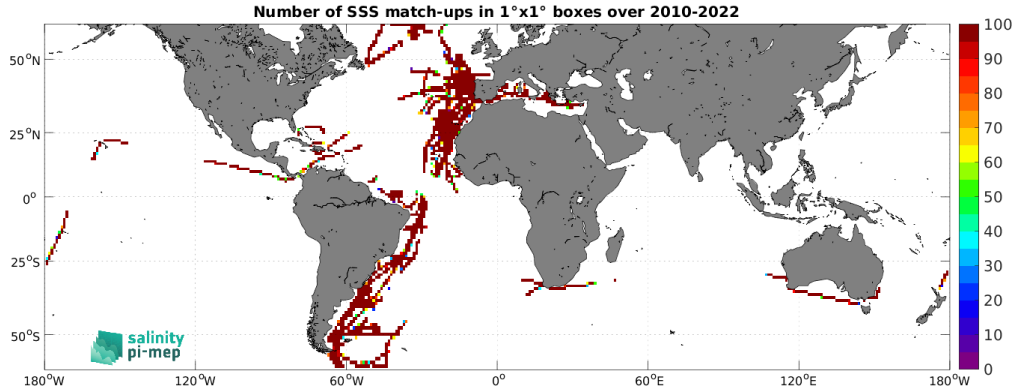 Number of SSS match-ups in 1°x1° boxes over 2010-2022
50°N
25°N
0°
25°S
50°S
180°W
120°W
60°W
0°
60°E
120°E
180°W
100
90
80
70
60
50
40
30
20
10
0
salinity
pi-mep